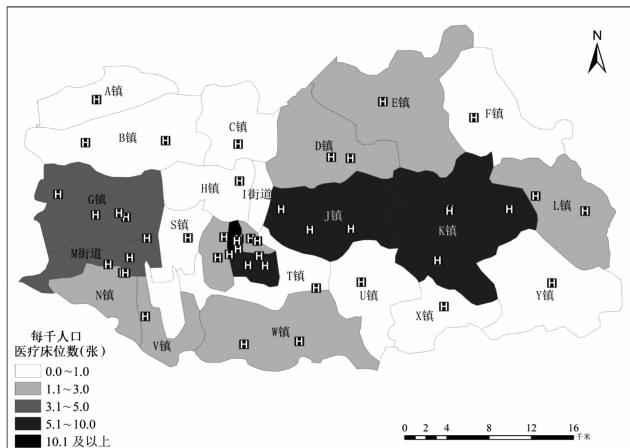 N
A镇
B镇
C镇
D镇
E镇
F镇
G镇
H镇
I街道
J镇
K镇
L镇
M街道
S镇
N镇
T镇
U镇
V镇
W镇
X镇
Y镇
H H H H H H H H H H H H H H H H H H H H H H H H H H H H H H H H H H H H H H H H H
每千人口
医疗床位数(张)
0.0~1.0
1.1~3.0
3.1~5.0
5.1~10.0
10.1 及以上
0 2 4 8 12 16
千米